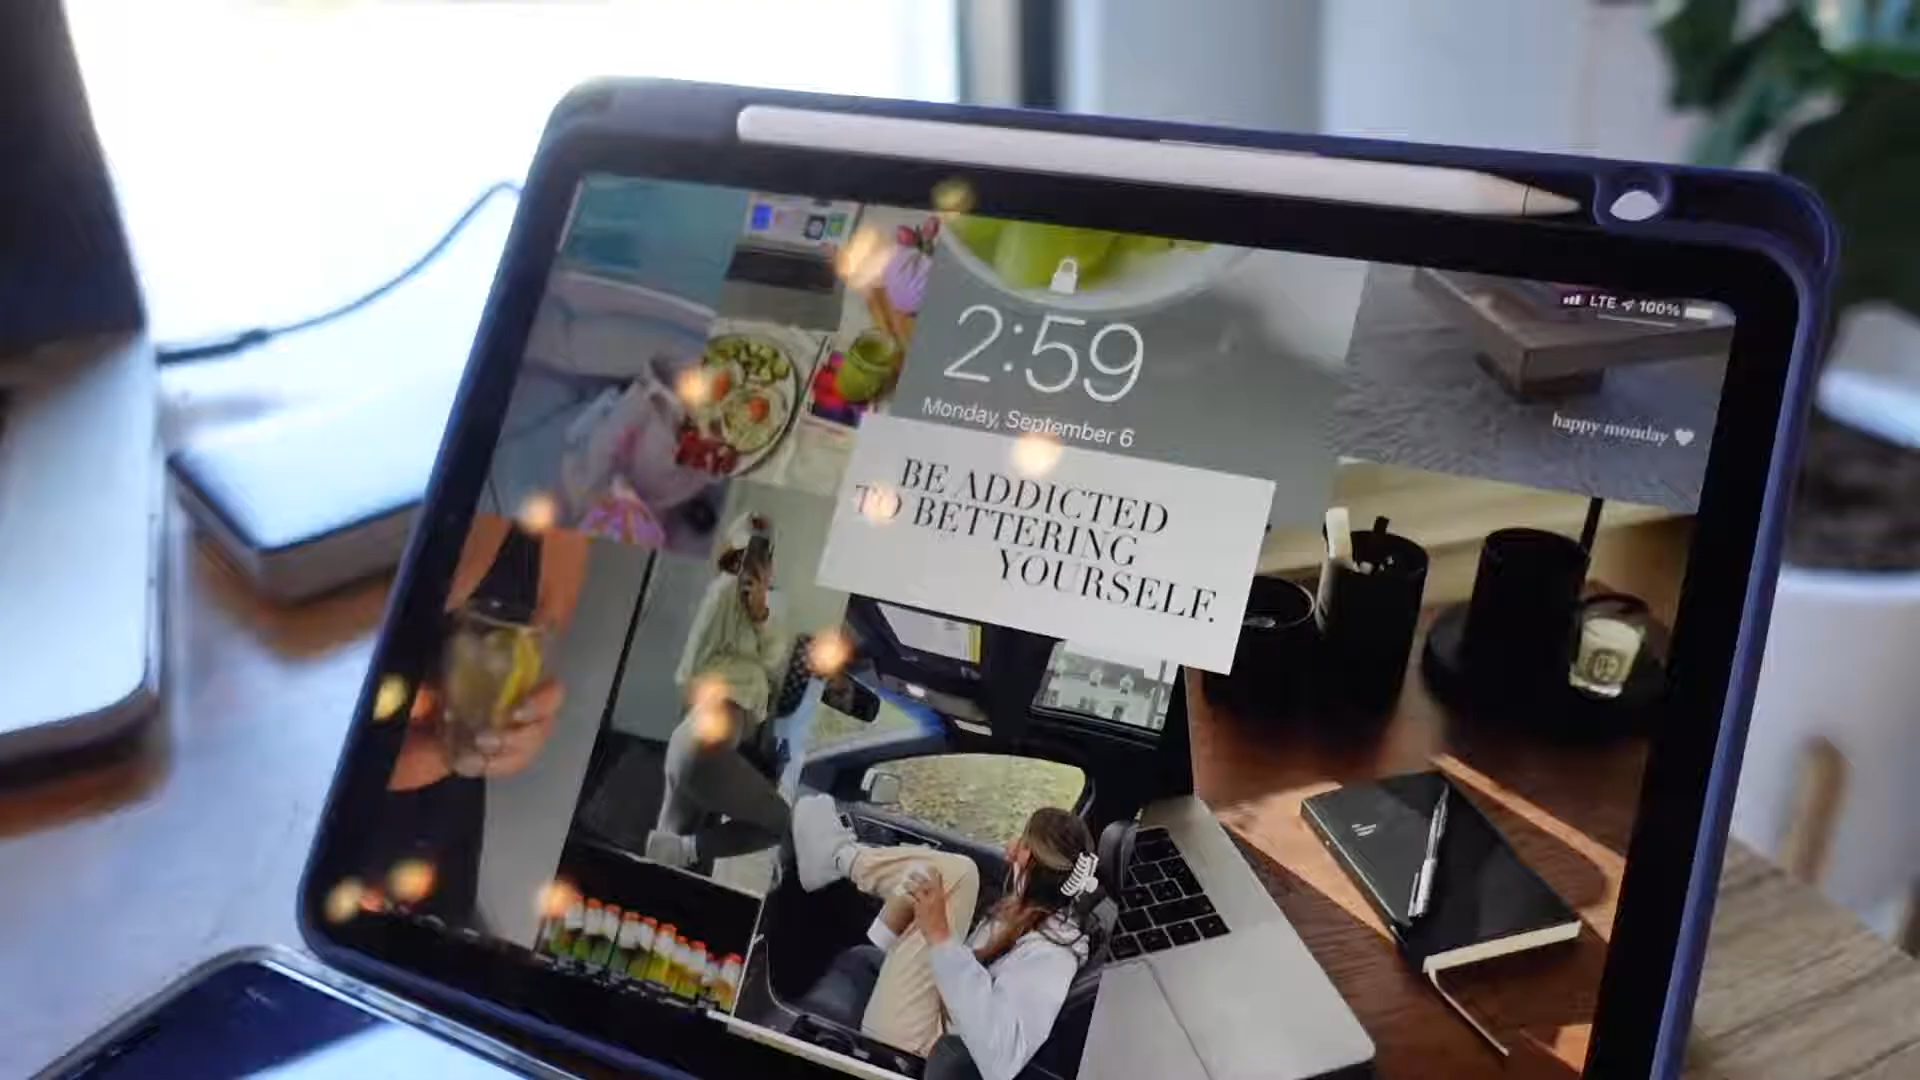 LTE 100%
2:59
Monday, September 6
happy monday
BE ADDICTED
TO BETTERING
YOURSELF.